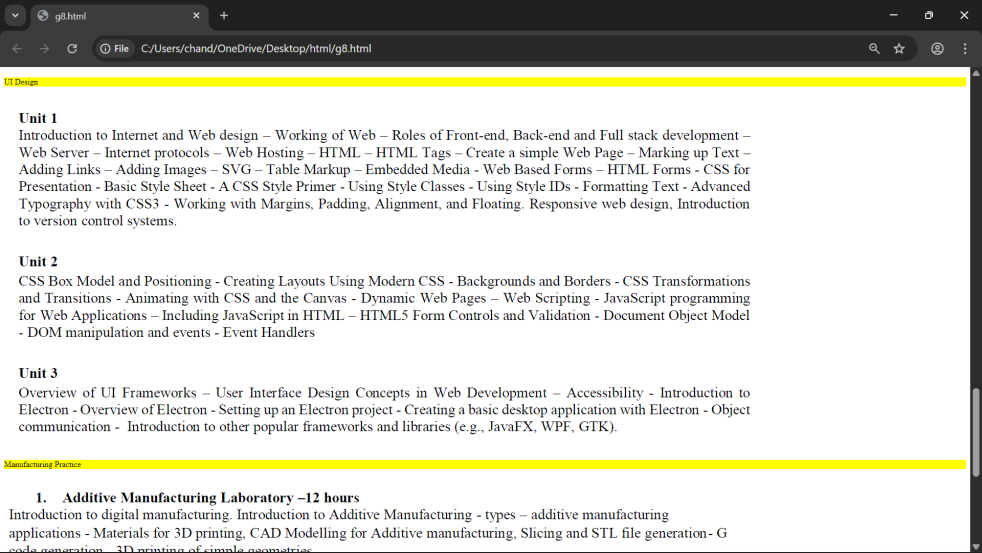 g8.html
File
C:/Users/chand/OneDrive/Desktop/html/g8.html
UI Design
Unit 1
Introduction to Internet and Web design – Working of Web – Roles of Front-end, Back-end and Full stack development –
Web Server – Internet protocols – Web Hosting – HTML – HTML Tags – Create a simple Web Page – Marking up Text –
Adding Links – Adding Images – SVG – Table Markup – Embedded Media - Web Based Forms – HTML Forms - CSS for
Presentation - Basic Style Sheet - A CSS Style Primer - Using Style Classes - Using Style IDs - Formatting Text - Advanced
Typography with CSS3 - Working with Margins, Padding, Alignment, and Floating. Responsive web design, Introduction
to version control systems.
Unit 2
CSS Box Model and Positioning - Creating Layouts Using Modern CSS - Backgrounds and Borders - CSS Transformations
and Transitions - Animating with CSS and the Canvas - Dynamic Web Pages – Web Scripting - JavaScript programming
for Web Applications – Including JavaScript in HTML – HTML5 Form Controls and Validation - Document Object Model
- DOM manipulation and events - Event Handlers
Unit 3
Overview of UI Frameworks – User Interface Design Concepts in Web Development – Accessibility - Introduction to
Electron - Overview of Electron - Setting up an Electron project - Creating a basic desktop application with Electron - Object
communication - Introduction to other popular frameworks and libraries (e.g., JavaFX, WPF, GTK).
Manufacturing Practice
1. Additive Manufacturing Laboratory –12 hours
Introduction to digital manufacturing. Introduction to Additive Manufacturing - types – additive manufacturing
applications - Materials for 3D printing, CAD Modelling for Additive manufacturing, Slicing and STL file generation- G
code generation - 3D printing of simple geometries